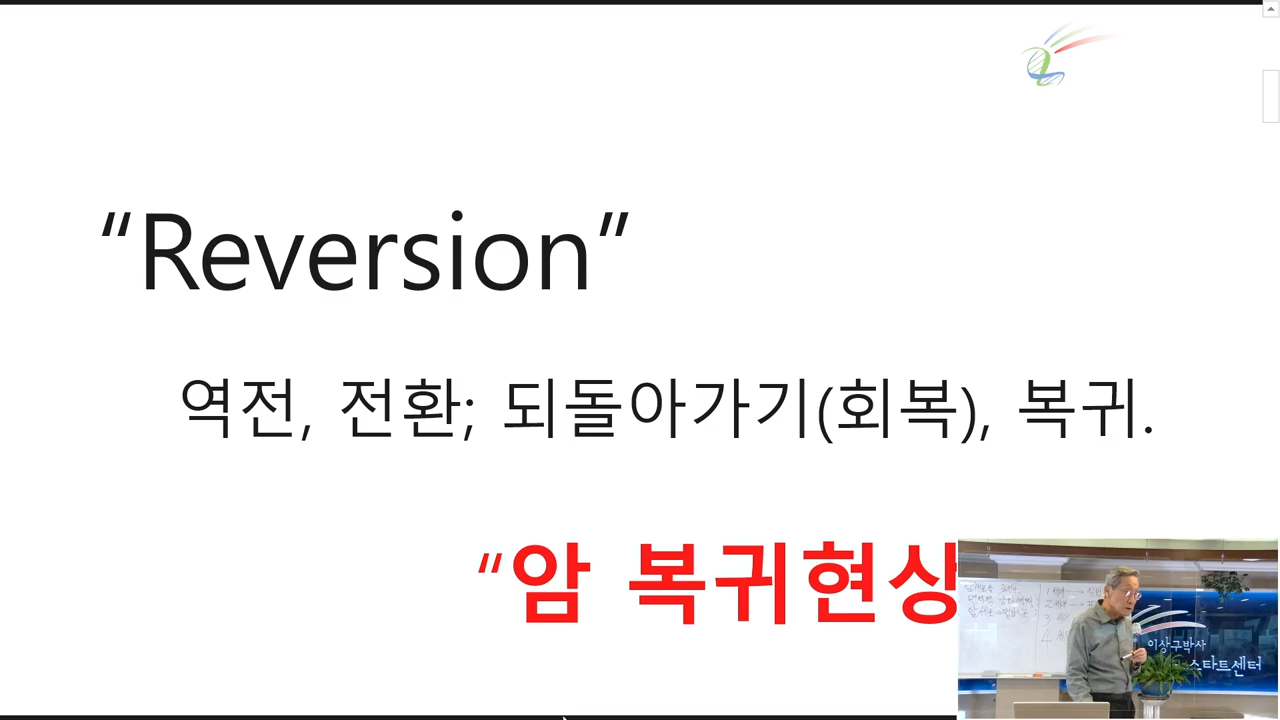 “Reversion”
역전, 전환; 되돌아가기(회복), 복귀.
“암 복귀현상
이상구박사
스타트센터